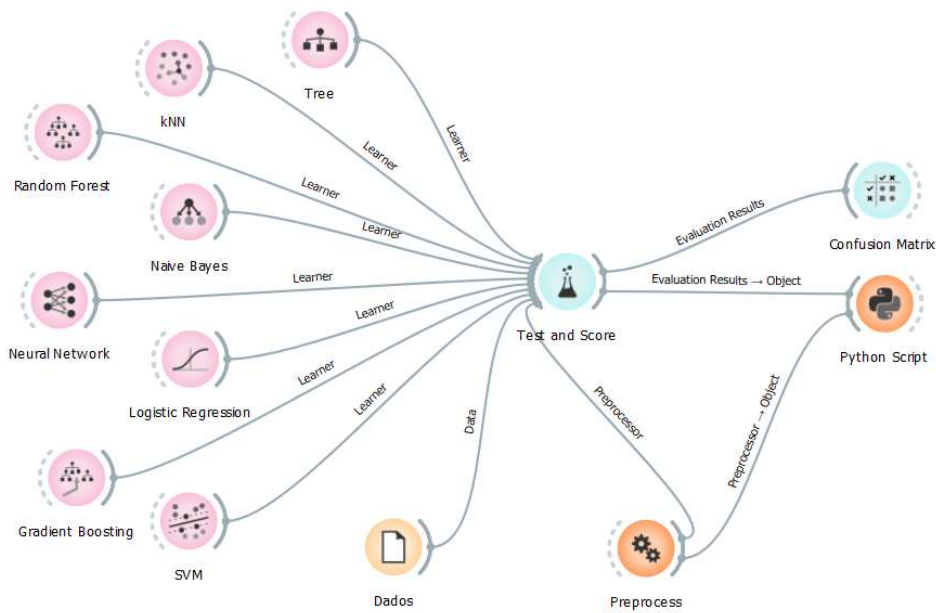 Tree
kNN
Random Forest
Naive Bayes
Neural Network
Logistic Regression
Gradient Boosting
SVM
Dados
Preprocess
Test and Score
Confusion Matrix
Python Script
Learner
Learner
Learner
Learner
Learner
Learner
Learner
Learner
Data
Preprocessor
Evaluation Results
Evaluation Results → Object
Preprocessor → Object